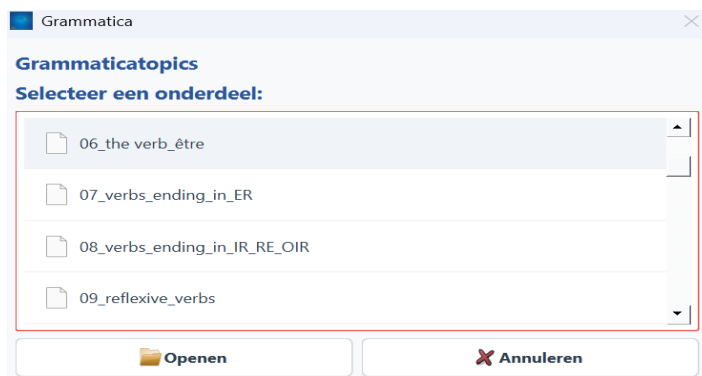 Grammatica
Grammaticatopics
Selecteer een onderdeel:
06_the verb_être
07_verbs_ending_in_ER
08_verbs_ending_in_IR_RE_OIR
09_reflexive_verbs
Openen Annuleren